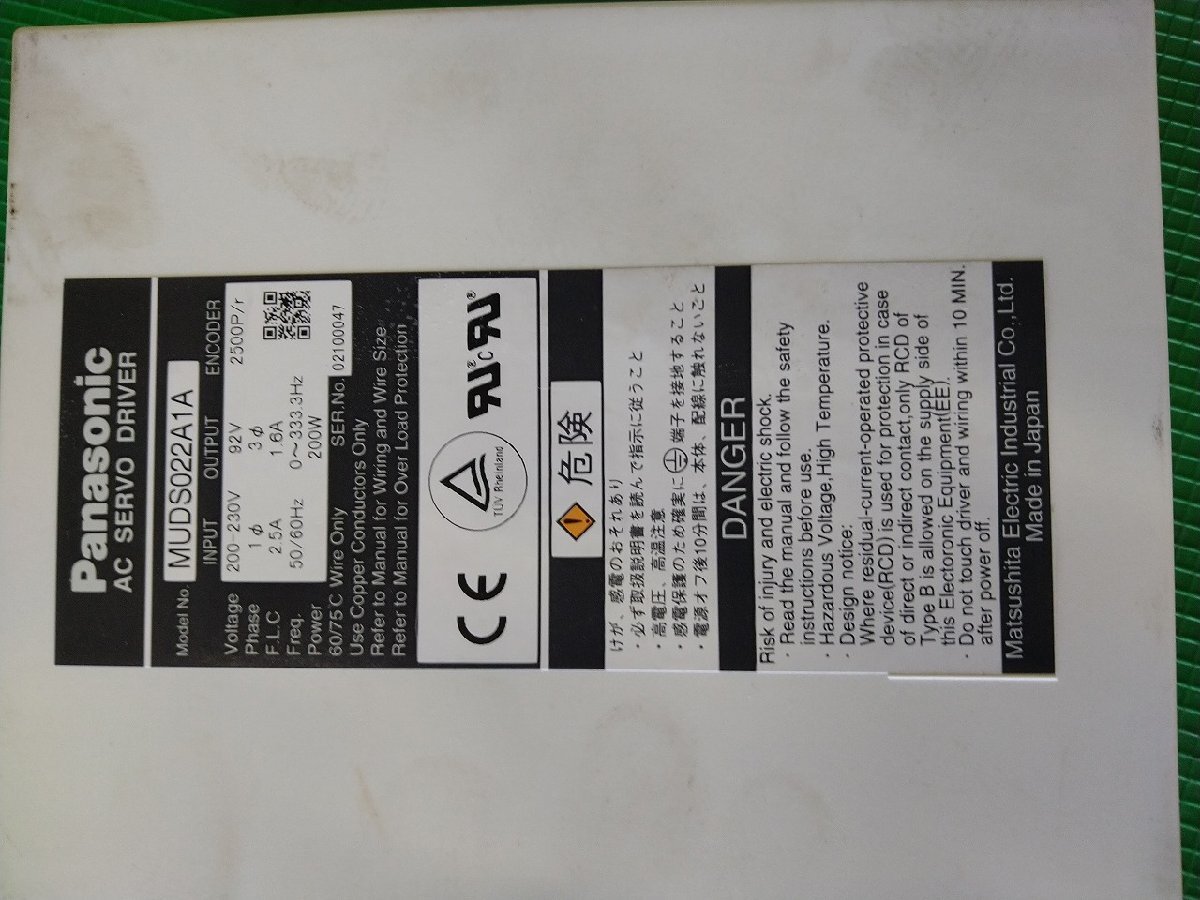 Panasonic
AC SERVO DRIVER
Model No. MUDS022A1A
INPUT OUTPUT ENCODER
Voltage 200-230V 92V 2500P/r
Phase 1φ 3φ
F.L.C 2.5A 1.6A
Freq. 50/60Hz 0~333.3Hz
Power 200W
60/75℃ Wire Only SER.No. 02100047
Use Copper Conductors Only
Refer to Manual for Wiring and Wire Size
Refer to Manual for Over Load Protection
CE TÜV Rheinland
危険
けが、感電のおそれあり
・必ず取扱説明書を読んで指示に従うこと
・高電圧、高温注意
・感電保護のため確実に端子を接地すること
・電源オフ後10分間は、本体、配線に触れないこと
DANGER
Risk of injury and electric shock.
・Read the manual and follow the safety
instructions before use.
・Hazardous Voltage,High Temperature.
・Design notice:
Where residual-current-operated protective
device(RCD) is used for protection in case
of direct or indirect contact,only RCD of
Type B is allowed on the supply side of
this Electoronic Equipment(EE).
・Do not touch driver and wiring within 10 MIN.
after power off.
Matsushita Electric Industrial Co.,Ltd.
Made in Japan